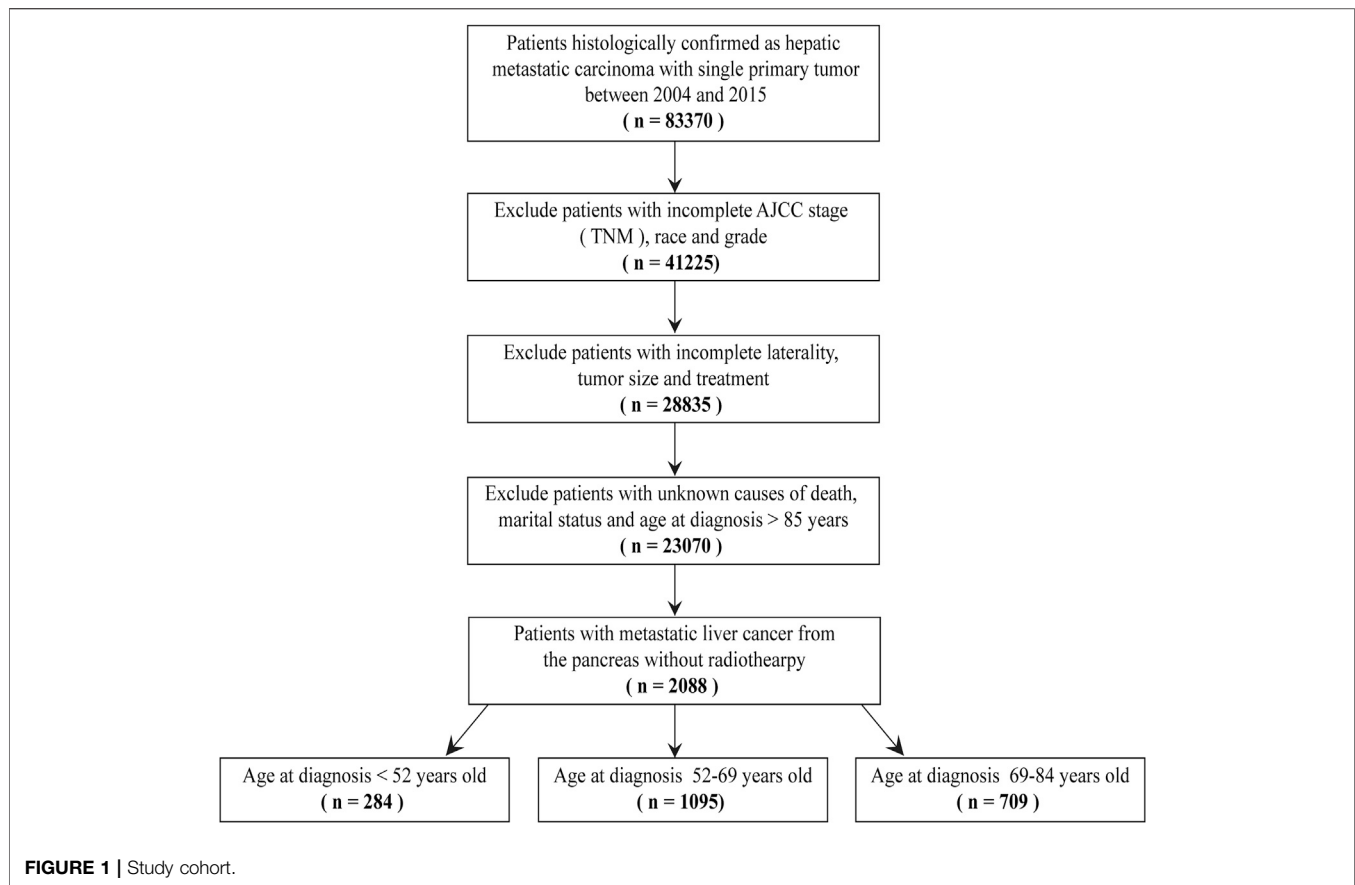 Patients histologically confirmed as hepatic
metastatic carcinoma with single primary tumor
between 2004 and 2015
( n = 83370 )
Exclude patients with incomplete AJCC stage
( TNM ), race and grade
( n = 41225)
Exclude patients with incomplete laterality,
tumor size and treatment
( n = 28835 )
Exclude patients with unknown causes of death,
marital status and age at diagnosis > 85 years
( n = 23070 )
Patients with metastatic liver cancer from
the pancreas without radiothearpy
( n = 2088 )
Age at diagnosis < 52 years old
( n = 284 )
Age at diagnosis 52-69 years old
( n = 1095)
Age at diagnosis 69-84 years old
( n = 709 )
FIGURE 1 | Study cohort.